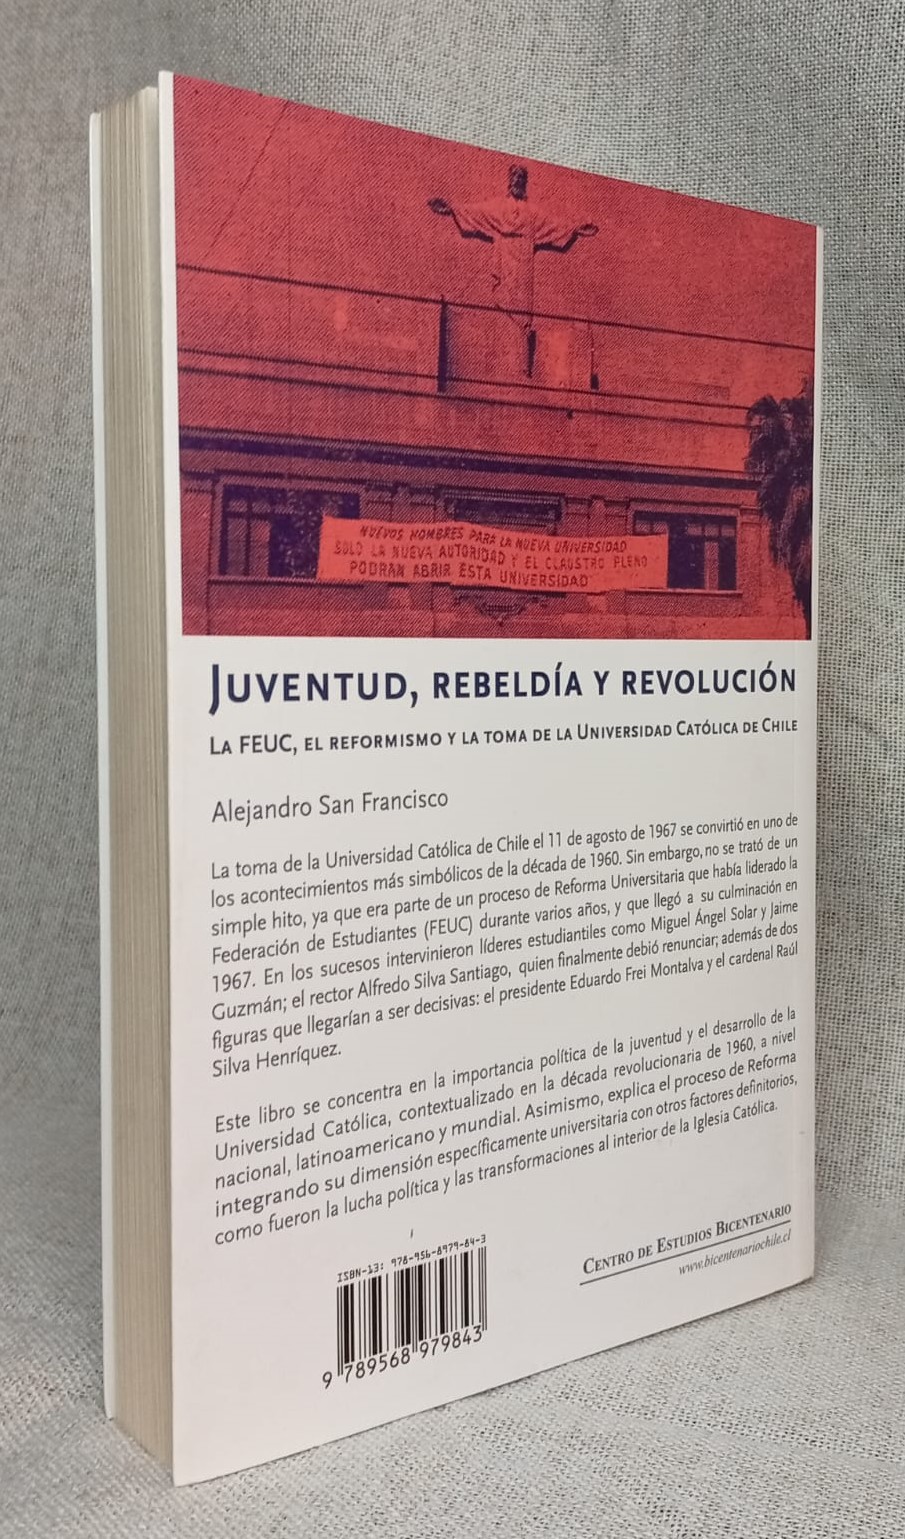 NUEVOS HOMBRES PARA LA NUEVA UNIVERSIDAD
SOLO LA NUEVA AUTORIDAD Y EL CLAUSTRO PLENO
PODRAN ABRIR ESTA UNIVERSIDAD
JUVENTUD, REBELDÍA Y REVOLUCIÓN
LA FEUC, EL REFORMISMO Y LA TOMA DE LA UNIVERSIDAD CATÓLICA DE CHILE
Alejandro San Francisco
La toma de la Universidad Católica de Chile el 11 de agosto de 1967 se convirtió en uno de
los acontecimientos más simbólicos de la década de 1960. Sin embargo, no se trató de un
simple hito, ya que era parte de un proceso de Reforma Universitaria que había liderado la
Federación de Estudiantes (FEUC) durante varios años, y que llegó a su culminación en
1967. En los sucesos intervinieron líderes estudiantiles como Miguel Ángel Solar y Jaime
Guzmán; el rector Alfredo Silva Santiago, quien finalmente debió renunciar; además de dos
figuras que llegarían a ser decisivas: el presidente Eduardo Frei Montalva y el cardenal Raúl
Silva Henríquez.
Este libro se concentra en la importancia política de la juventud y el desarrollo de la
Universidad Católica, contextualizado en la década revolucionaria de 1960, a nivel
nacional, latinoamericano y mundial. Asimismo, explica el proceso de Reforma
integrando su dimensión específicamente universitaria con otros factores definitorios,
como fueron la lucha política y las transformaciones al interior de la Iglesia Católica.
ISBN-13: 978-956-8979-84-3
9 789568 979843
CENTRO DE ESTUDIOS BICENTENARIO
www.bicentenariochile.cl